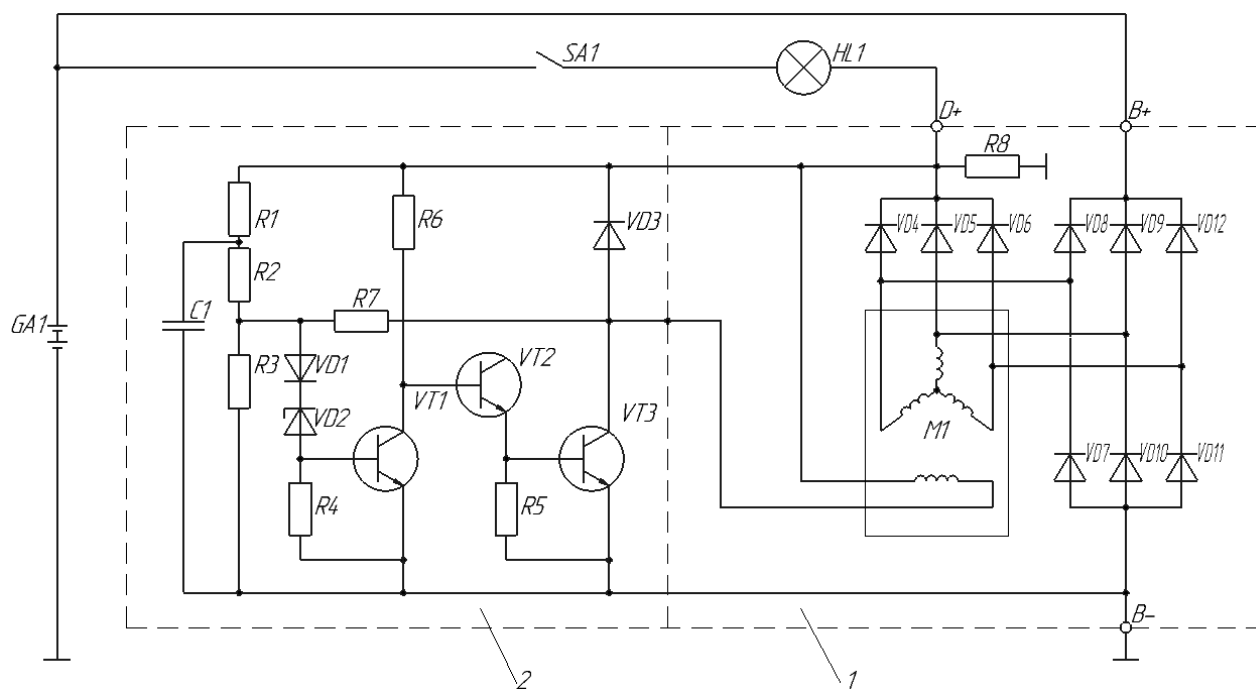 SA1
HL1
D+
B+
R8
R1
R6
VD3
VD4
VD5
VD6
VD8
VD9
VD12
R2
C1
R7
GA1
R3
VD1
VT2
VD2
VT1
VT3
M1
R4
R5
VD7
VD10
VD11
B-
2
1